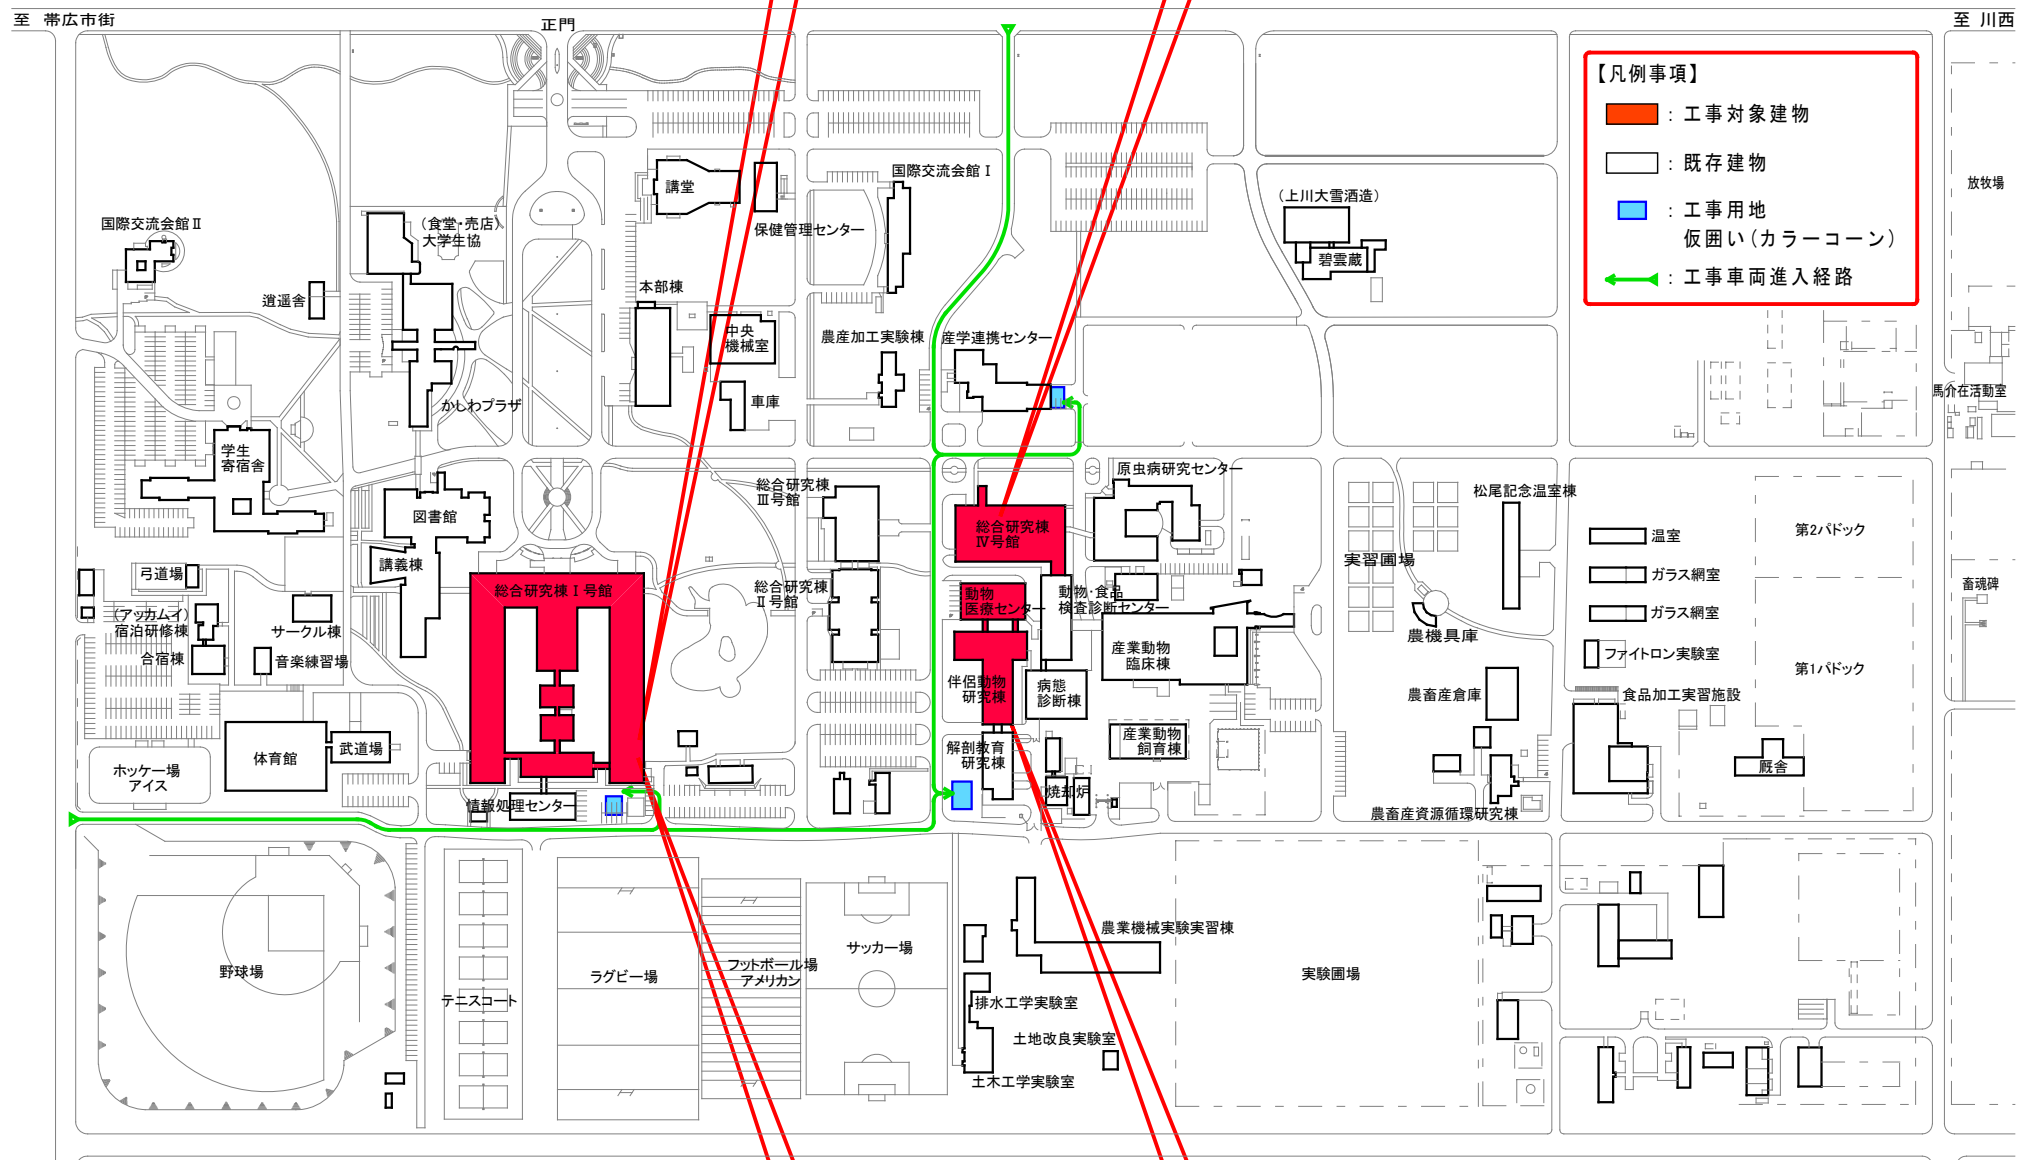 至 帯広市街
正門
至 川西
【凡例事項】
：工事対象建物
：既存建物
：工事用地
仮囲い（カラーコーン）
：工事車両進入経路
放牧場
国際交流会館Ⅰ
講堂
保健管理センター
(上川大雪酒造)
碧雲蔵
国際交流会館Ⅱ
(食堂・売店)
大学生協
逍遥舎
本部棟
中央
機械室
農産加工実験棟
産学連携センター
車庫
かしわプラザ
馬介在活動室
学生
寄宿舎
図書館
講義棟
総合研究棟
Ⅲ号館
原虫病研究センター
総合研究棟
Ⅳ号館
松尾記念温室棟
温室
第2パドック
実習圃場
ガラス網室
弓道場
総合研究棟Ⅰ号館
総合研究棟
Ⅱ号館
動物
医療センター
動物・食品
検査診断センター
畜魂碑
(アッカムイ)
宿泊研修棟
サークル棟
ガラス網室
農機具庫
合宿棟
音楽練習場
産業動物
臨床棟
ファイトロン実験室
第1パドック
伴侶動物
研究棟
病態
診断棟
農畜産倉庫
食品加工実習施設
体育館
武道場
ホッケー場
アイス
解剖教育
研究棟
産業動物
飼育棟
厩舎
情報処理センター
焼却炉
農畜産資源循環研究棟
野球場
テニスコート
ラグビー場
フットボール場
アメリカン
サッカー場
農業機械実験実習棟
実験圃場
排水工学実験室
土地改良実験室
土木工学実験室